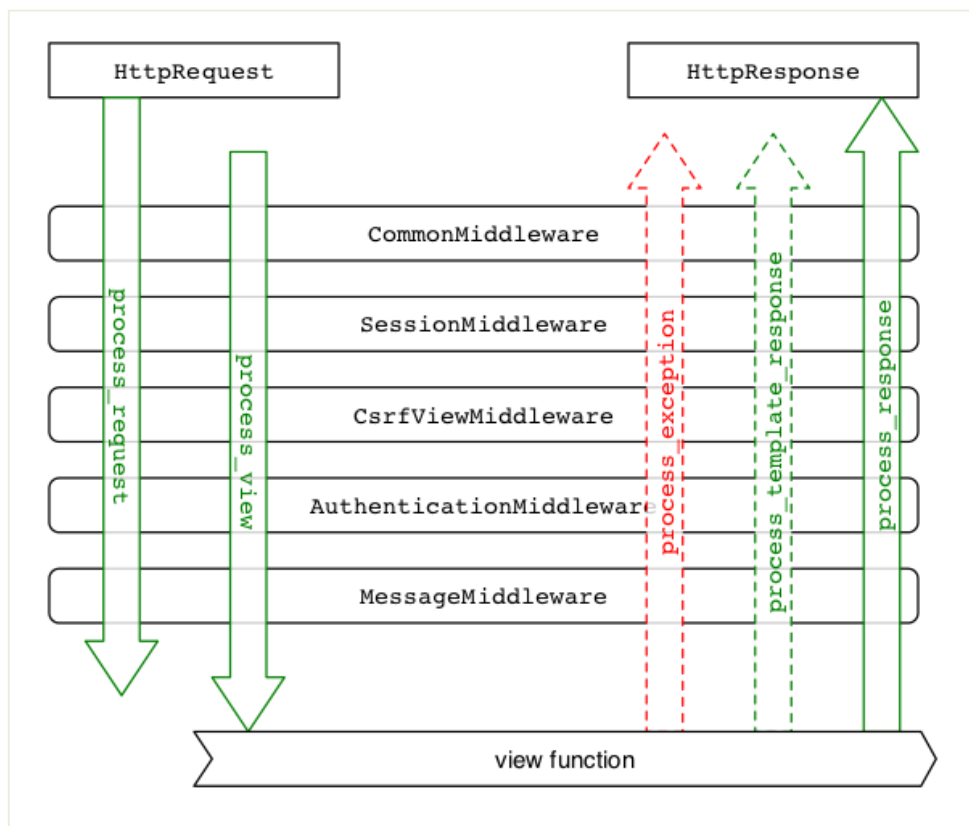 HttpRequest
HttpResponse
CommonMiddleware
SessionMiddleware
CsrfViewMiddleware
AuthenticationMiddleware
MessageMiddleware
process_request
process_view
process_exception
process_template_response
process_response
view function